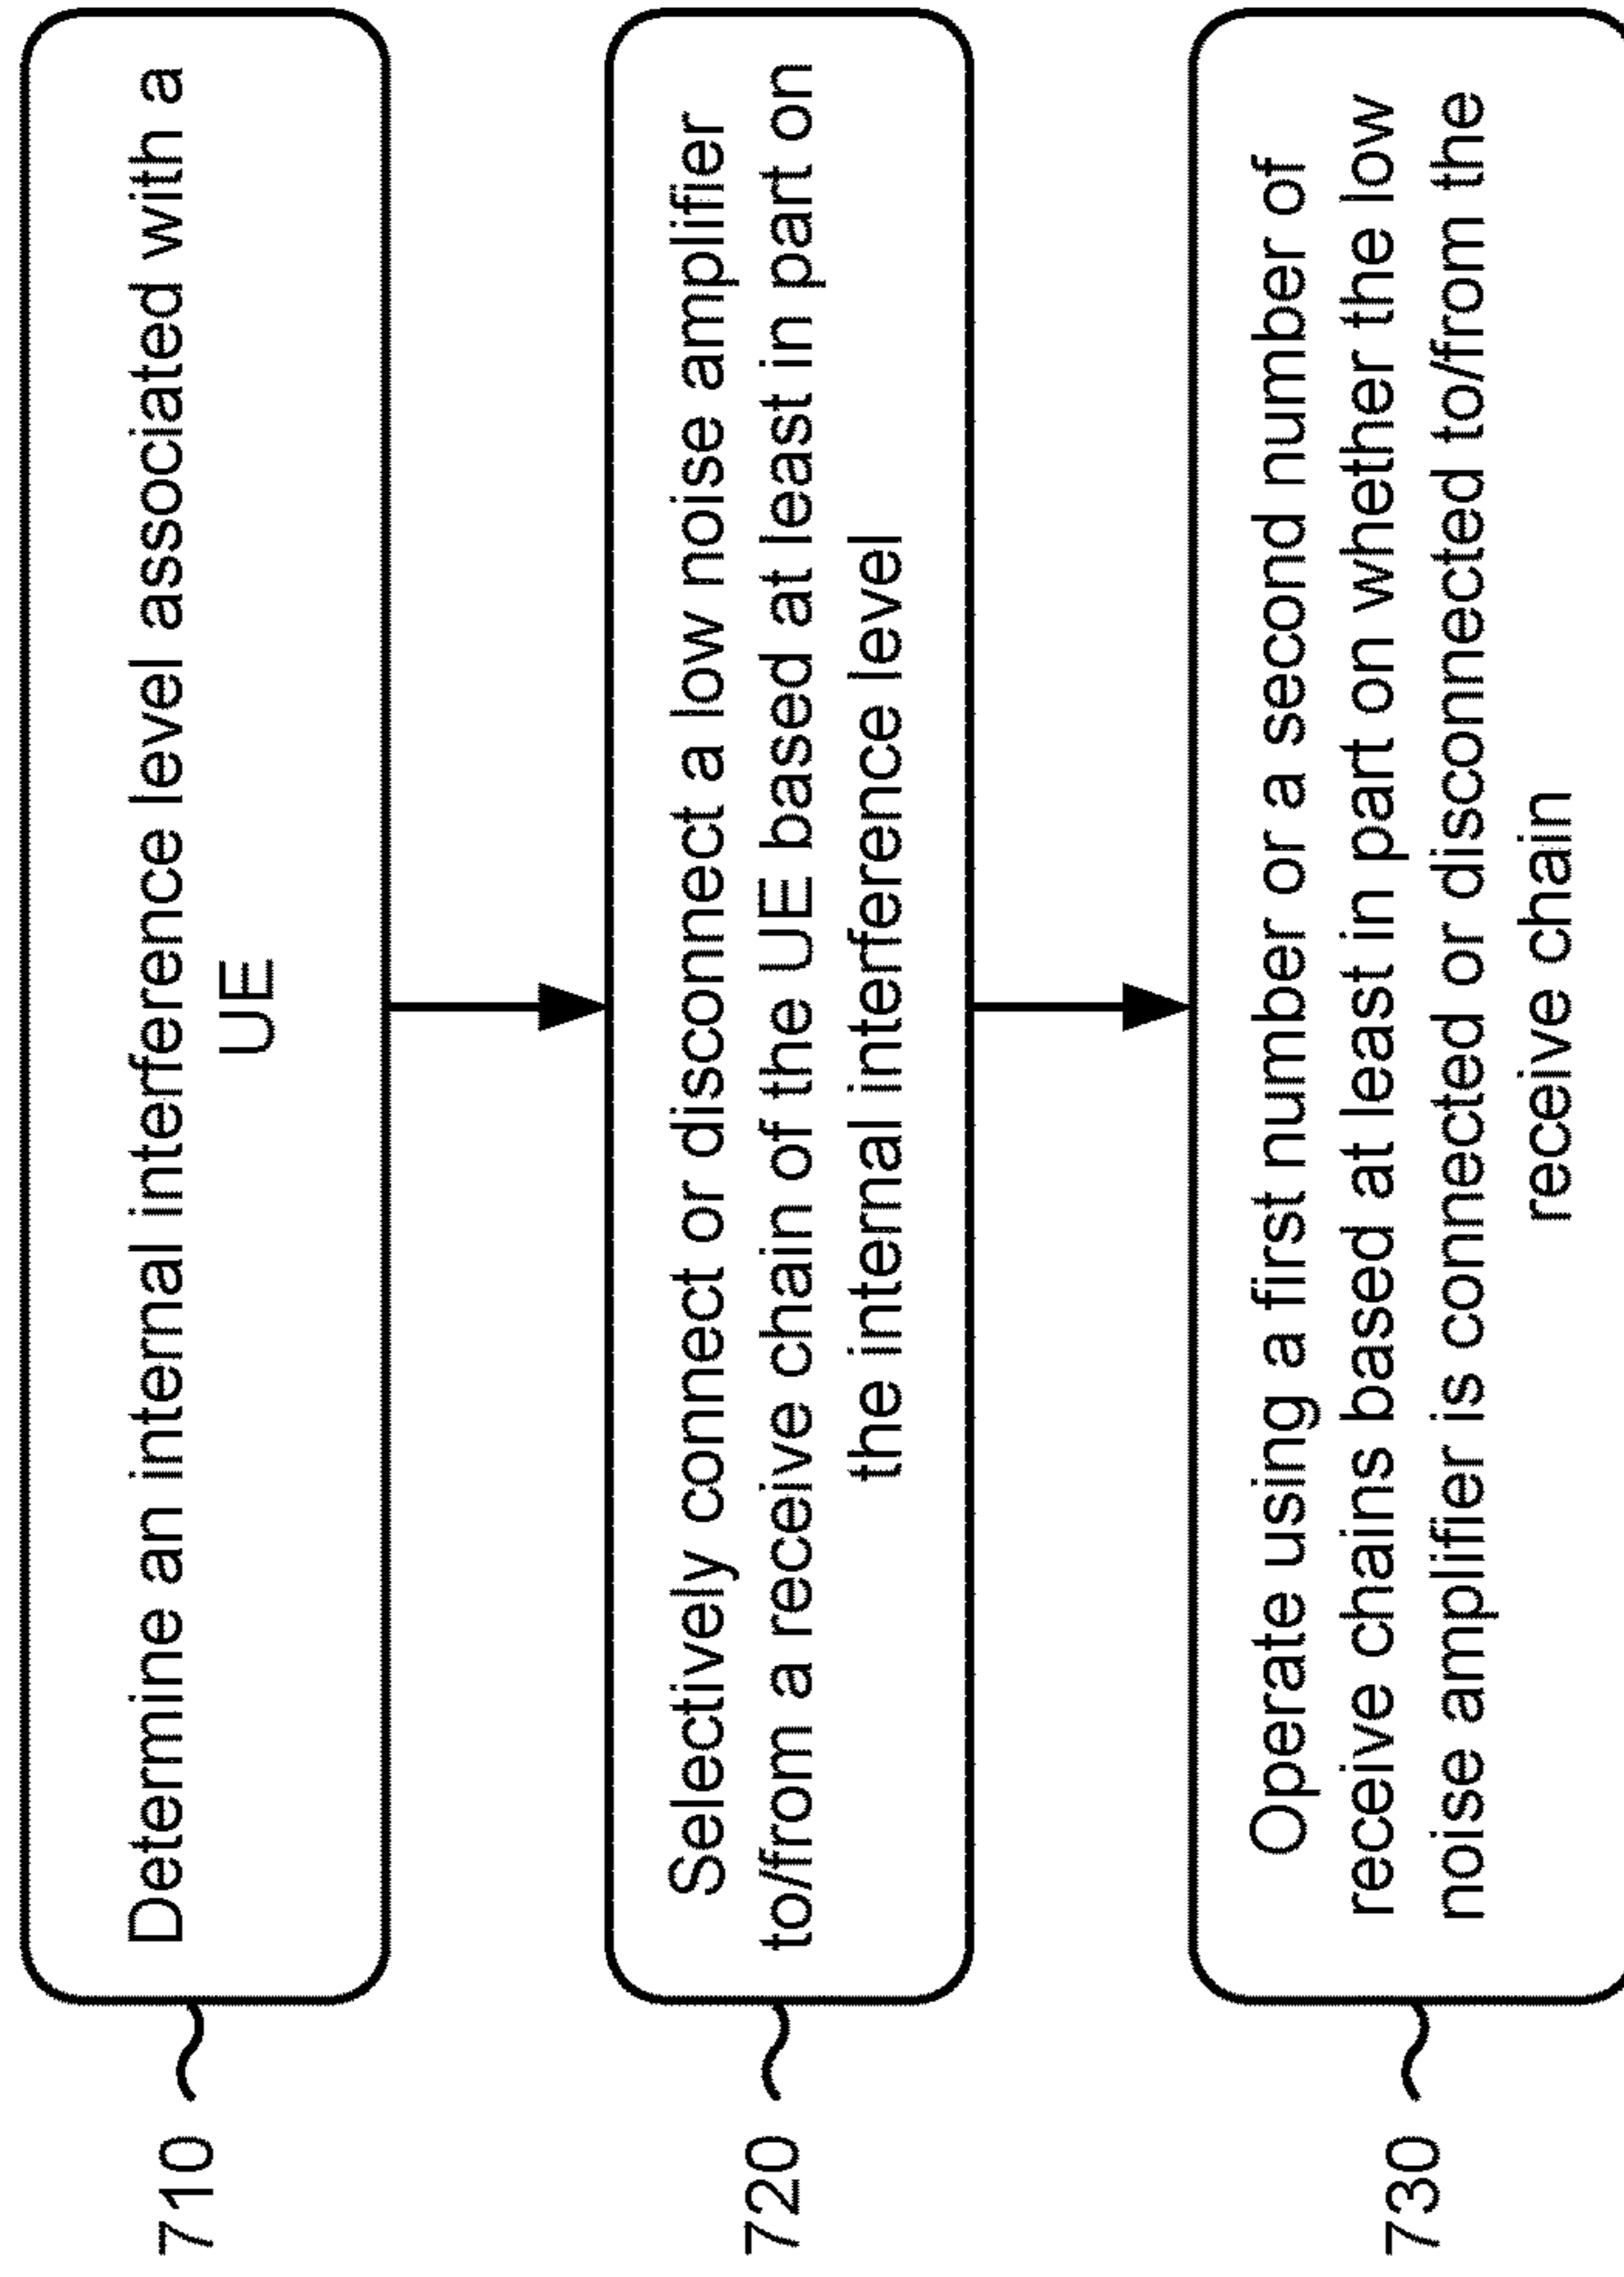 710
Determine an internal interference level associated with a
UE
720
Selectively connect or disconnect a low noise amplifier
to/from a receive chain of the UE based at least in part on
the internal interference level
730
Operate using a first number or a second number of
receive chains based at least in part on whether the low
noise amplifier is connected or disconnected to/from the
receive chain